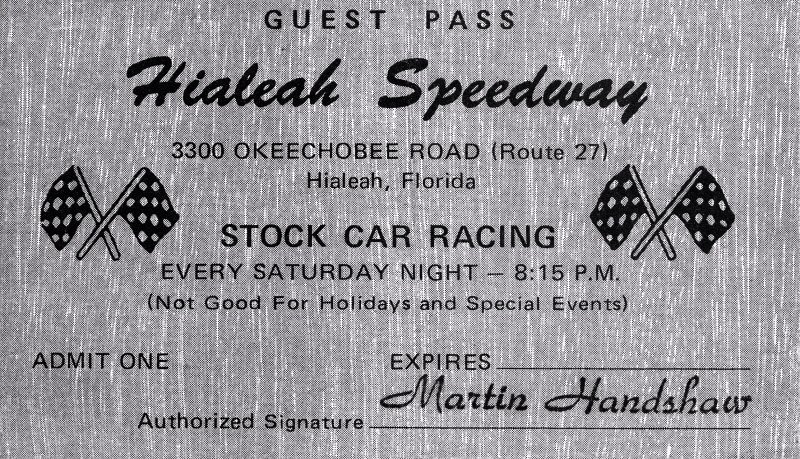 GUEST PASS
Hialeah Speedway
3300 OKEECHOBEE ROAD (Route 27)
Hialeah, Florida
STOCK CAR RACING
EVERY SATURDAY NIGHT — 8:15 P.M.
(Not Good For Holidays and Special Events)
ADMIT ONE EXPIRES
Martin Handshaw
Authorized Signature